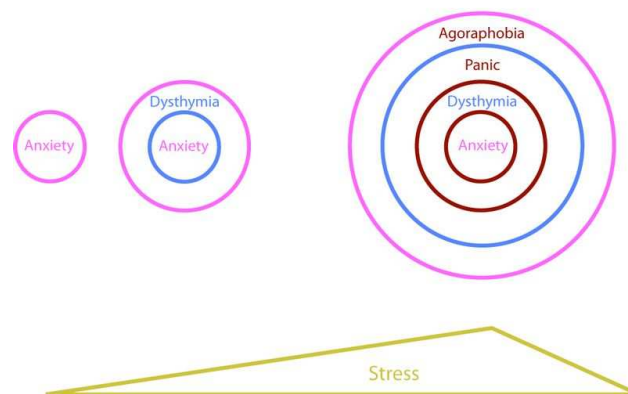 Anxiety
Dysthymia
Anxiety
Agoraphobia
Panic
Dysthymia
Anxiety
Stress